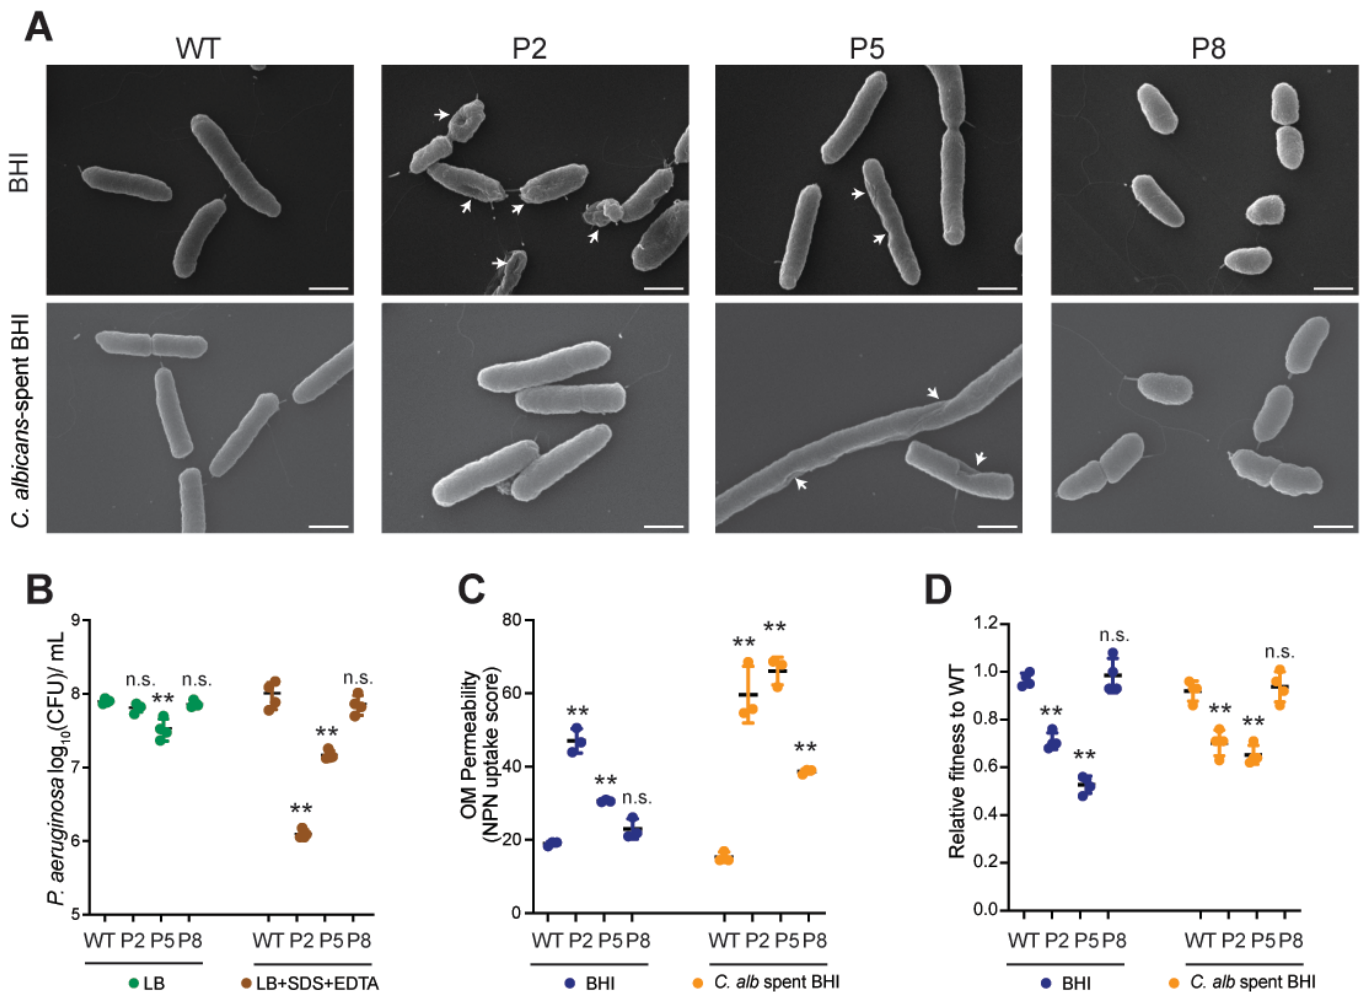 A
WT P2 P5 P8
BHI
C. albicans-spent BHI
B
P. aeruginosa log10(CFU)/ mL
9
8
7
6
5
n.s. ** n.s.
** ** n.s.
WT P2 P5 P8 WT P2 P5 P8
LB LB+SDS+EDTA
C
OM Permeability
(NPN uptake score)
80
60
40
20
0
** ** n.s.
** ** **
WT P2 P5 P8 WT P2 P5 P8
BHI C. alb spent BHI
D
Relative fitness to WT
1.2
1.0
0.8
0.6
0.4
0.2
0.0
** ** n.s.
** ** n.s.
WT P2 P5 P8 WT P2 P5 P8
BHI C. alb spent BHI